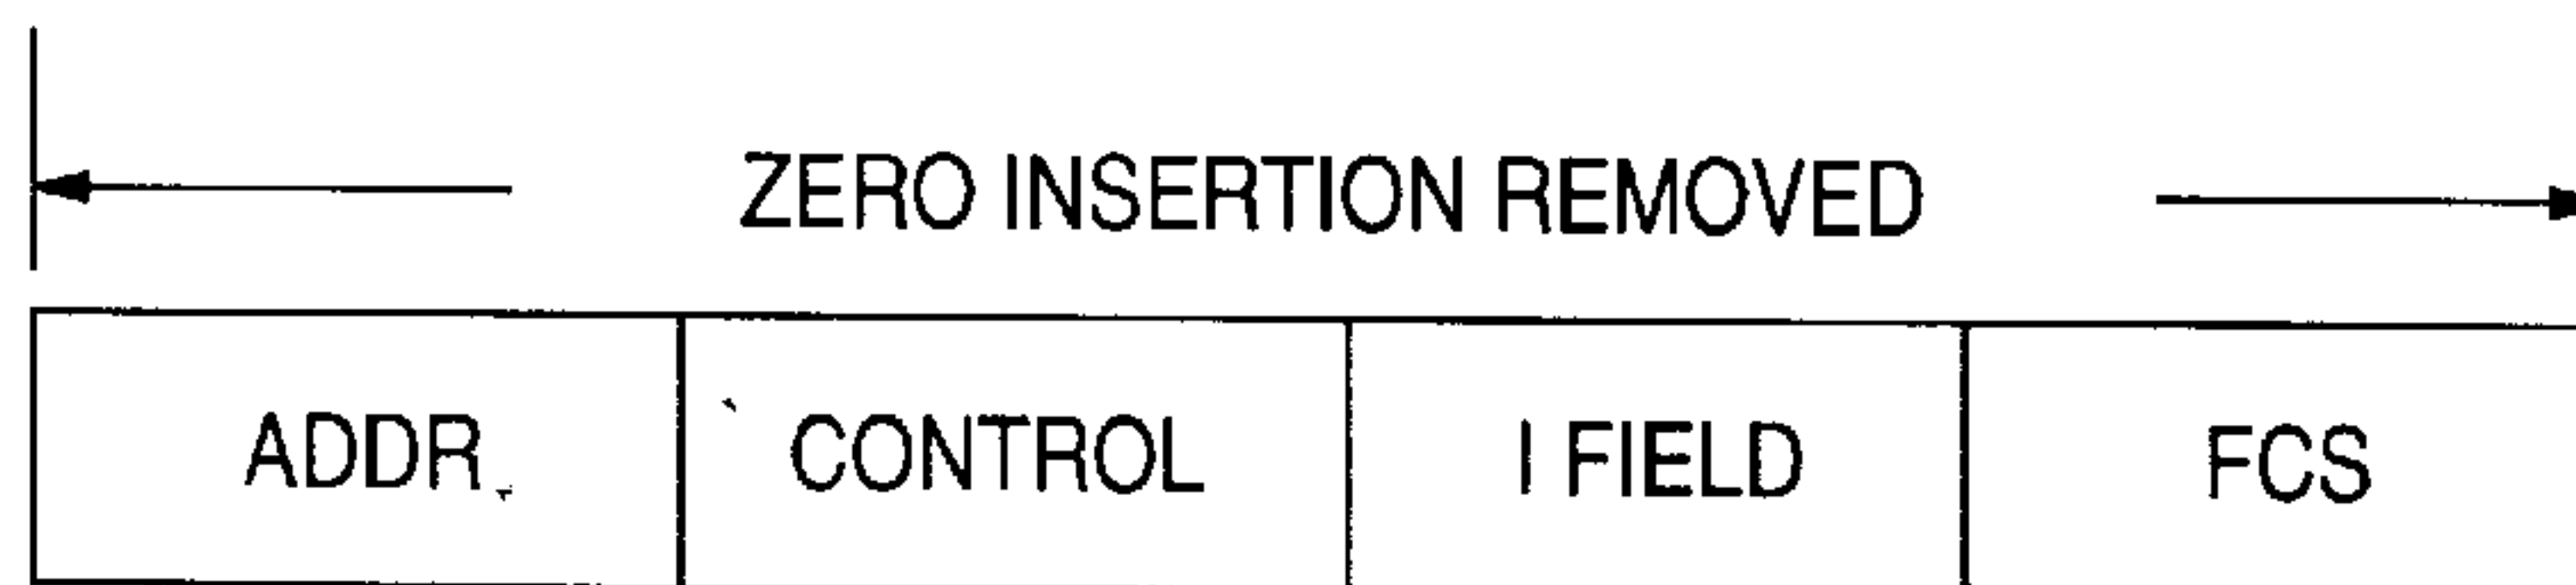 ZERO INSERTION REMOVED
ADDR. CONTROL I FIELD FCS